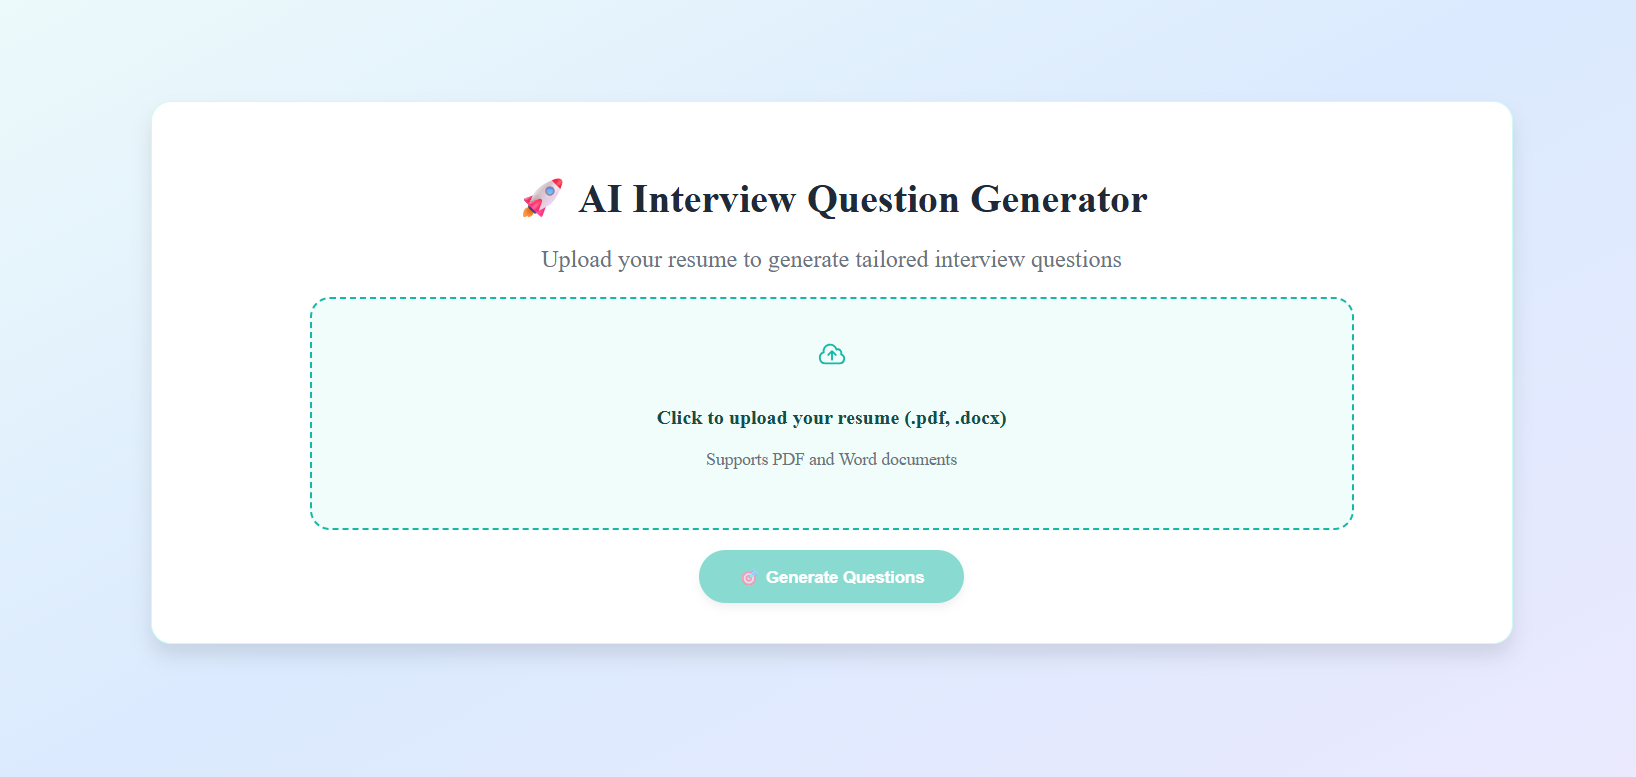 🚀 AI Interview Question Generator
Upload your resume to generate tailored interview questions
Click to upload your resume (.pdf, .docx)
Supports PDF and Word documents
🎯 Generate Questions